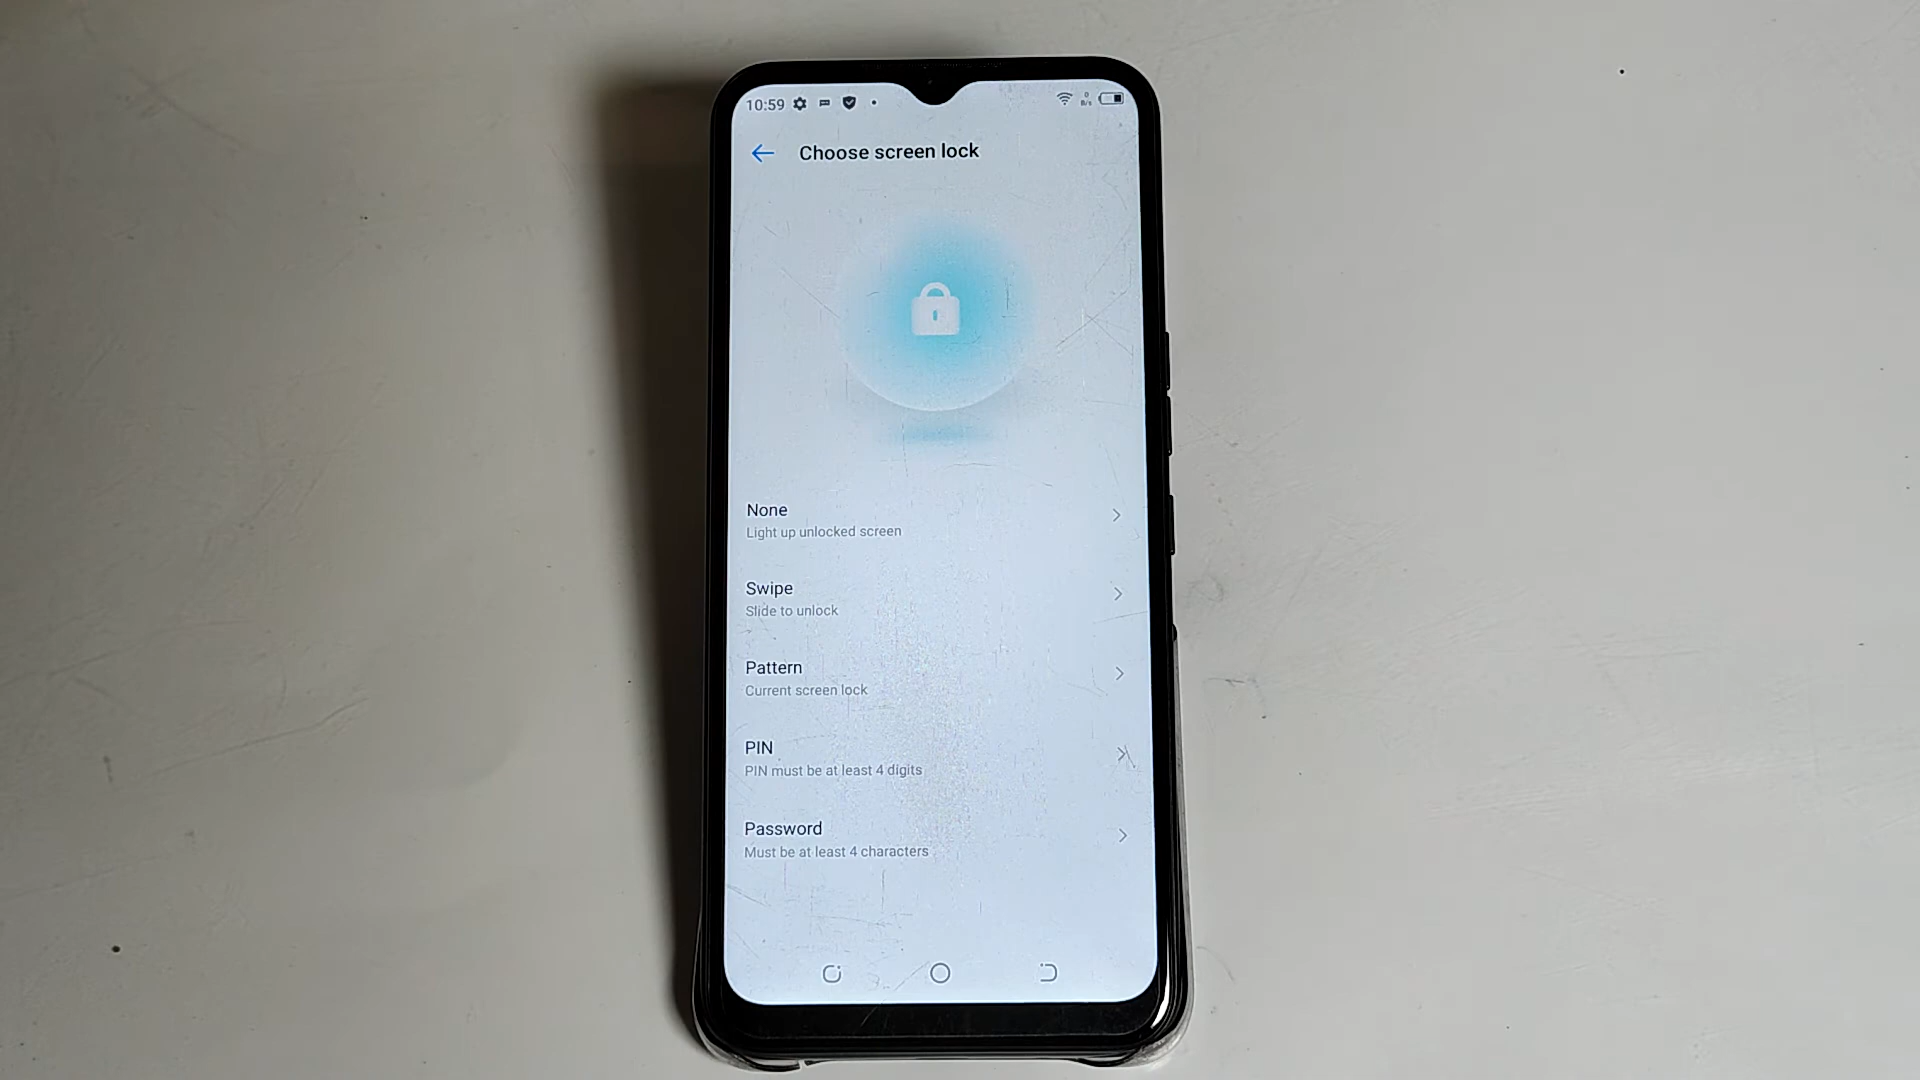 10:59
0
B/s
Choose screen lock
None
Light up unlocked screen
Swipe
Slide to unlock
Pattern
Current screen lock
PIN
PIN must be at least 4 digits
Password
Must be at least 4 characters